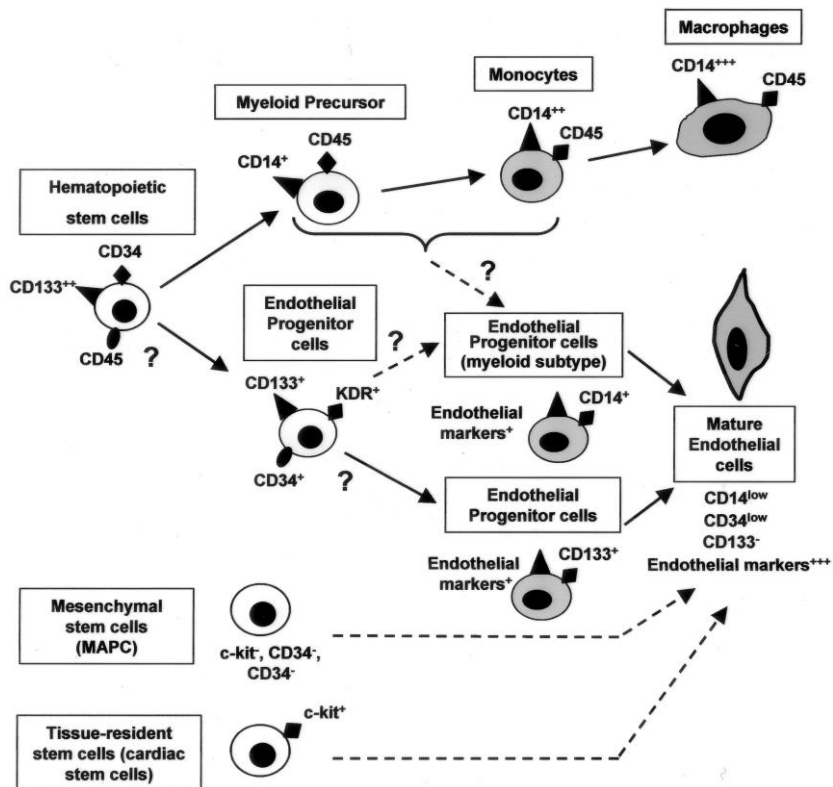 Macrophages
CD14+++
CD45
Monocytes
CD14++
CD45
Myeloid Precursor
CD45
CD14+
Hematopoietic
stem cells
CD34
CD133++
CD45
?
?
Endothelial
Progenitor
cells
?
CD133+
KDR+
CD34+
?
Endothelial
Progenitor cells
(myeloid subtype)
CD14+
Endothelial
markers+
Endothelial
Progenitor cells
CD133+
Endothelial
markers+
Mature
Endothelial
cells
CD14low
CD34low
CD133-
Endothelial markers+++
Mesenchymal
stem cells
(MAPC)
c-kit-, CD34-,
CD34-
Tissue-resident
stem cells (cardiac
stem cells)
c-kit+